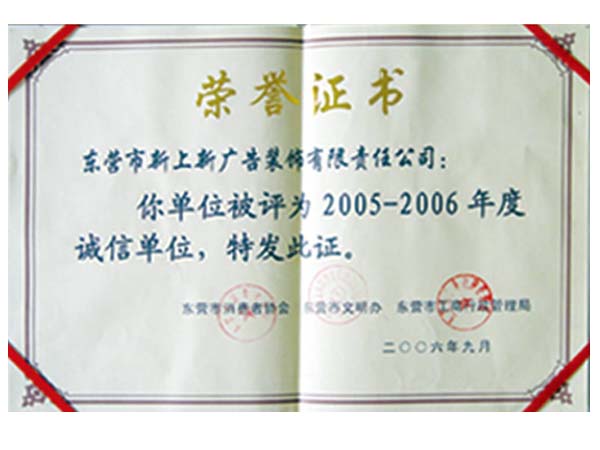 荣誉证书
东营市新上新广告装饰有限责任公司：
你单位被评为2005-2006年度
诚信单位，特发此证。
东营市消费者协会 东营市文明办 东营市工商行政管理局
二〇〇六年九月